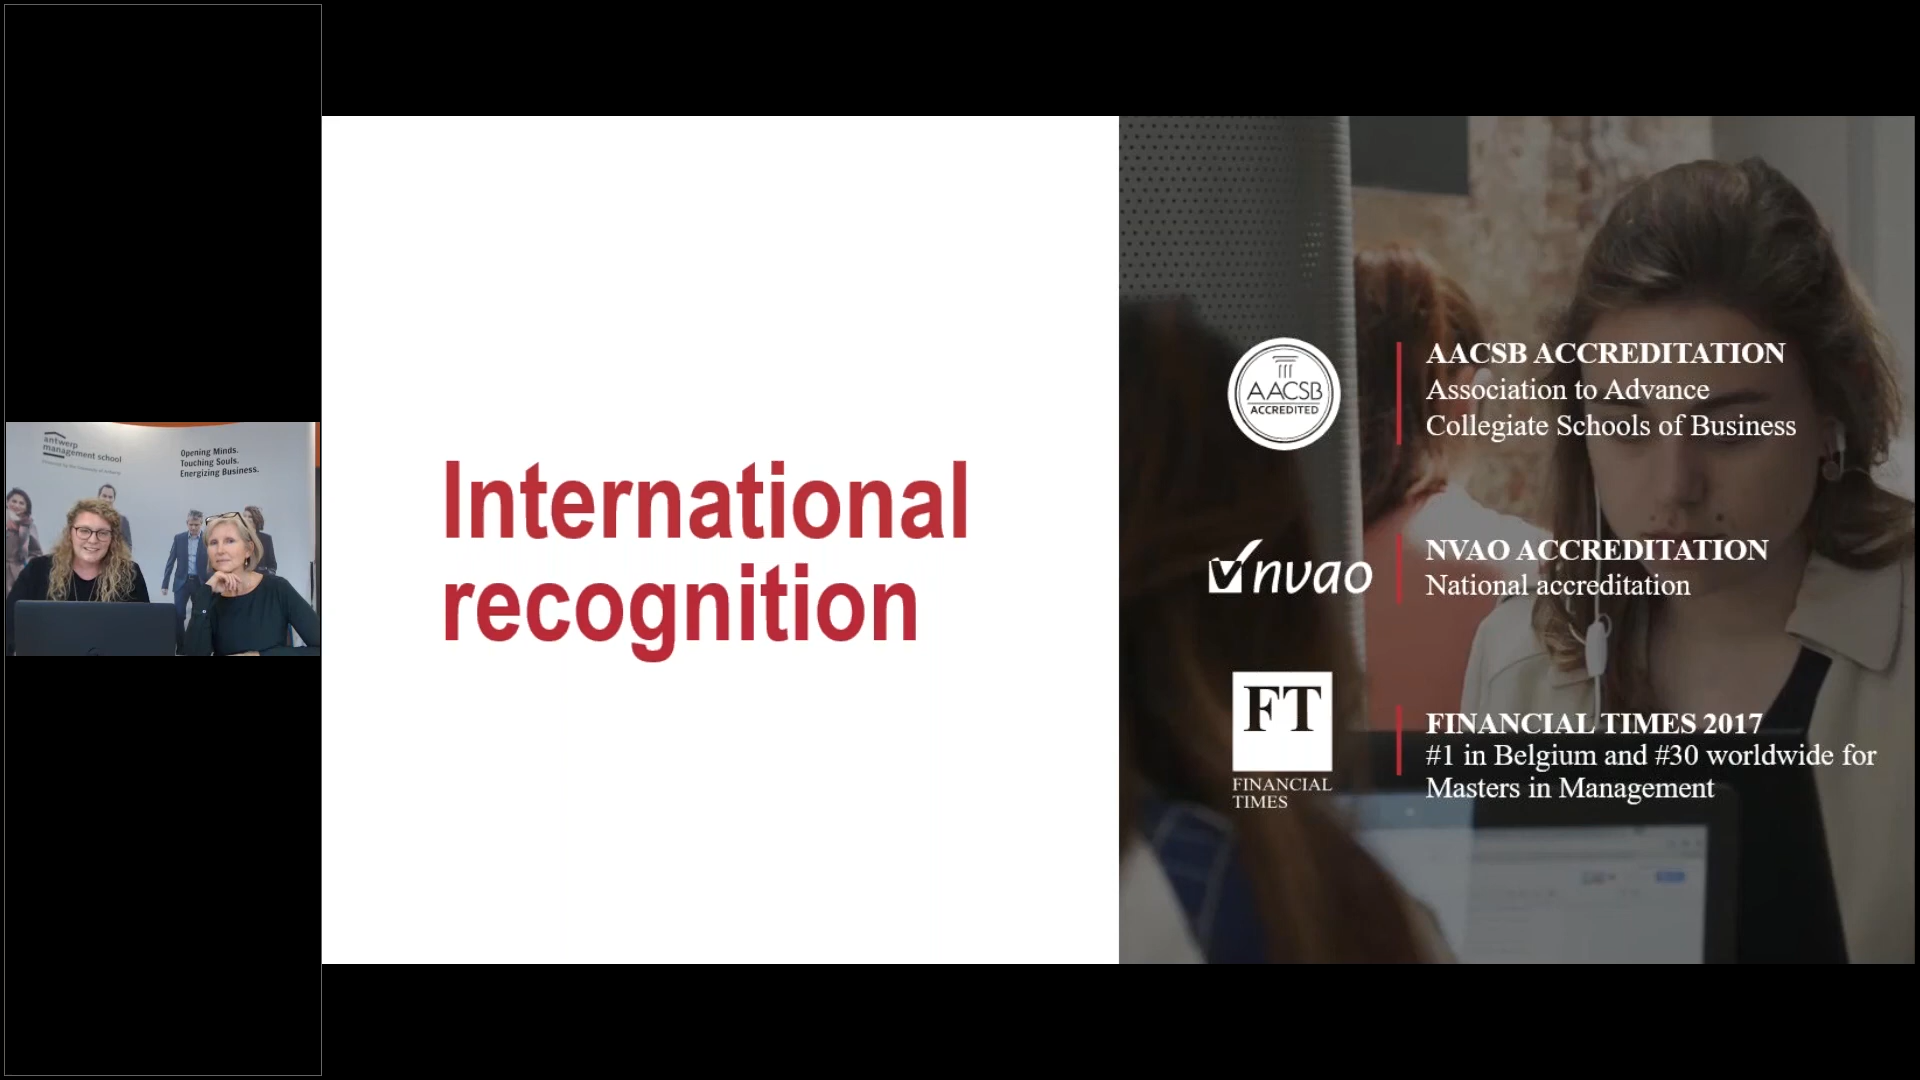 antwerp
management school
Opening Minds.
Touching Souls.
Energizing Business.
International
recognition
AACSB
ACCREDITED
AACSB ACCREDITATION
Association to Advance
Collegiate Schools of Business
nvao
NVAO ACCREDITATION
National accreditation
FT
FINANCIAL
TIMES
FINANCIAL TIMES 2017
#1 in Belgium and #30 worldwide for
Masters in Management